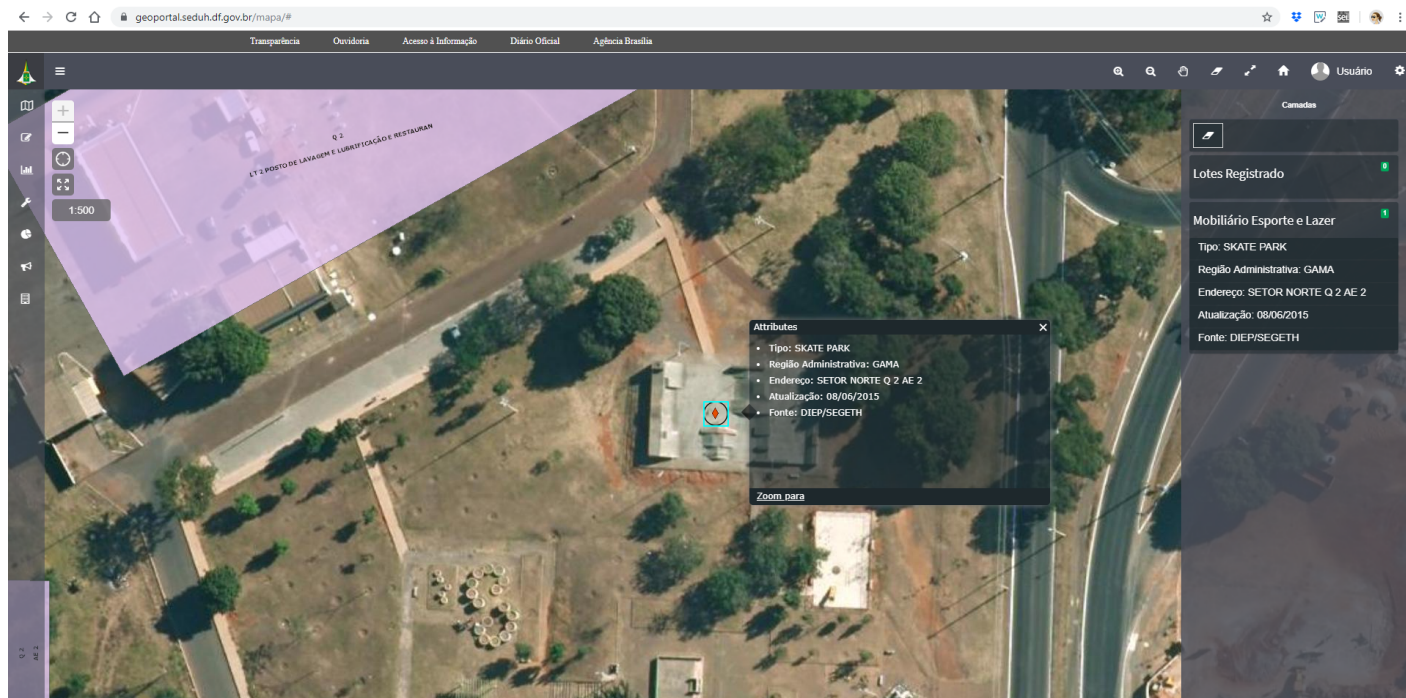 geoportal.seduh.df.gov.br/mapa/#
Transparência Ouvidoria Acesso à Informação Diário Oficial Agência Brasília
Usuário
Q 2
LT 2 POSTO DE LAVAGEM E LUBRIFICAÇÃO E RESTAURAN
1:500
Attributes
Tipo: SKATE PARK
Região Administrativa: GAMA
Endereço: SETOR NORTE Q 2 AE 2
Atualização: 08/06/2015
Fonte: DIEP/SEGETH
Zoom para
Camadas
Lotes Registrado 0
Mobiliário Esporte e Lazer 1
Tipo: SKATE PARK
Região Administrativa: GAMA
Endereço: SETOR NORTE Q 2 AE 2
Atualização: 08/06/2015
Fonte: DIEP/SEGETH
Q 2
AE 2